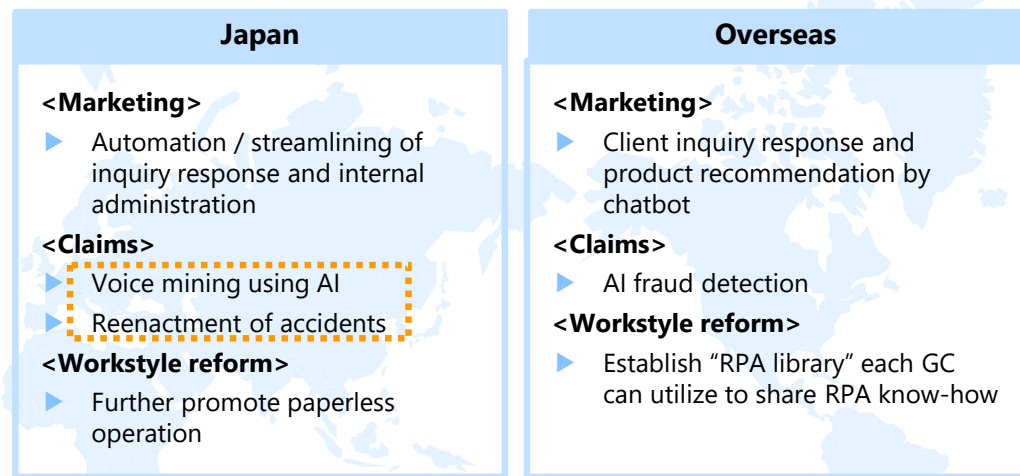 Japan
<Marketing>
Automation / streamlining of
inquiry response and internal
administration
<Claims>
Voice mining using AI
Reenactment of accidents
<Workstyle reform>
Further promote paperless
operation
Overseas
<Marketing>
Client inquiry response and
product recommendation by
chatbot
<Claims>
AI fraud detection
<Workstyle reform>
Establish “RPA library” each GC
can utilize to share RPA know-how